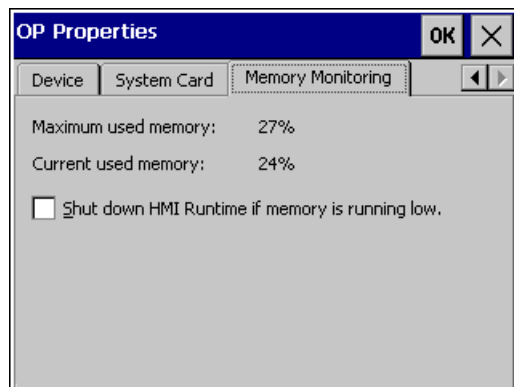 OP Properties OK
Device System Card Memory Monitoring
Maximum used memory: 27%
Current used memory: 24%
Shut down HMI Runtime if memory is running low.